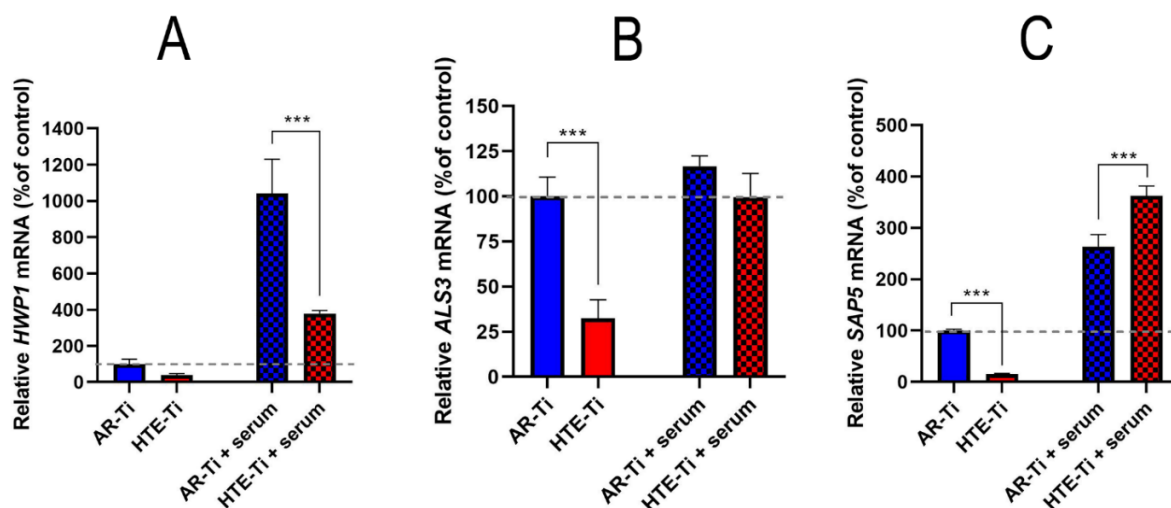 A
Relative HWP1 mRNA (%of control)
1400
1200
1000
800
600
400
200
0
***
AR-Ti
HTE-Ti
AR-Ti + serum
HTE-Ti + serum
B
Relative ALS3 mRNA (%of control)
150
125
100
75
50
25
0
***
AR-Ti
HTE-Ti
AR-Ti + serum
HTE-Ti + serum
C
Relative SAP5 mRNA (%of control)
500
400
300
200
100
0
***
***
AR-Ti
HTE-Ti
AR-Ti + serum
HTE-Ti + serum